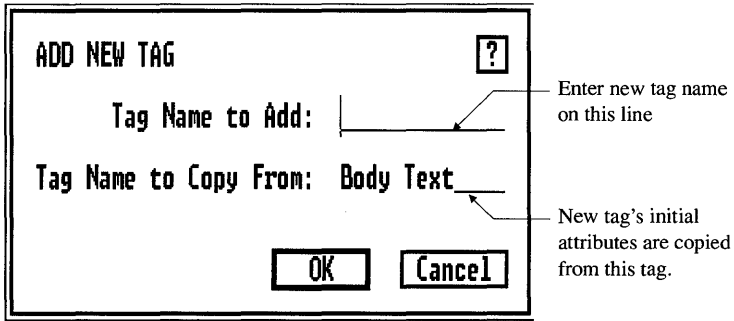 ADD NEW TAG ?
Tag Name to Add:
Enter new tag name
on this line
Tag Name to Copy From: Body Text
New tag's initial
attributes are copied
from this tag.
OK Cancel